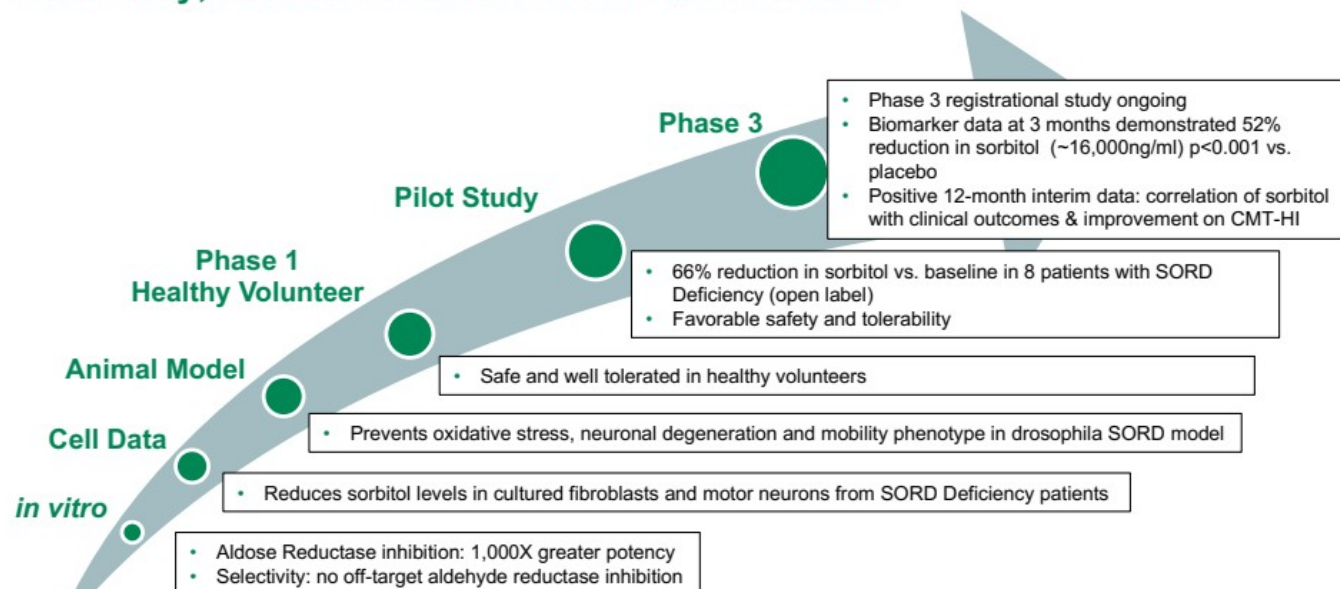 Phase 3
• Phase 3 registrational study ongoing
• Biomarker data at 3 months demonstrated 52%
reduction in sorbitol (~16,000ng/ml) p<0.001 vs.
placebo
• Positive 12-month interim data: correlation of sorbitol
with clinical outcomes & improvement on CMT-HI
Pilot Study
• 66% reduction in sorbitol vs. baseline in 8 patients with SORD
Deficiency (open label)
• Favorable safety and tolerability
Phase 1
Healthy Volunteer
• Safe and well tolerated in healthy volunteers
Animal Model
• Prevents oxidative stress, neuronal degeneration and mobility phenotype in drosophila SORD model
Cell Data
• Reduces sorbitol levels in cultured fibroblasts and motor neurons from SORD Deficiency patients
in vitro
• Aldose Reductase inhibition: 1,000X greater potency
• Selectivity: no off-target aldehyde reductase inhibition